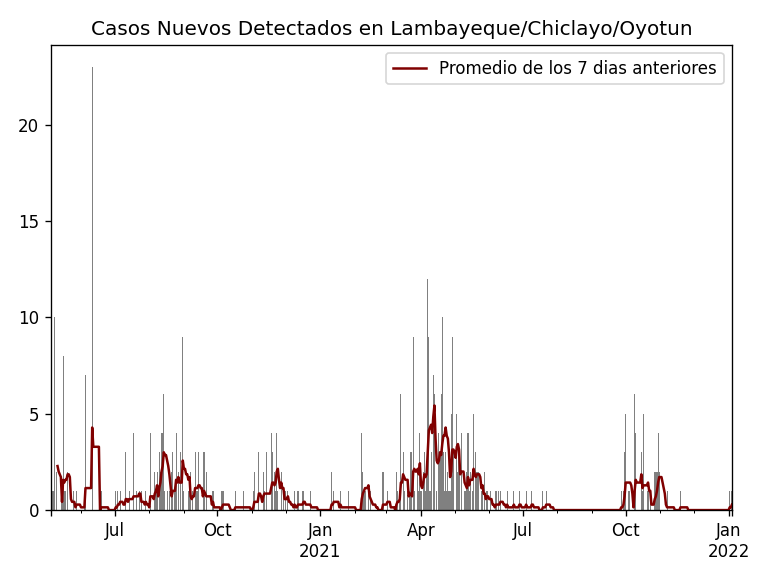 Casos Nuevos Detectados en Lambayeque/Chiclayo/Oyotun
Promedio de los 7 dias anteriores
20
15
10
5
0
Jul
Oct
Jan
2021
Apr
Jul
Oct
Jan
2022